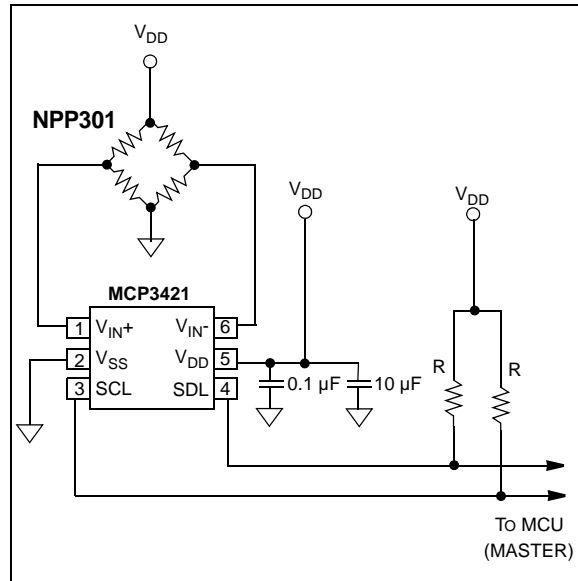 VDD
NPP301
VDD
VDD
MCP3421
1 VIN+ VIN- 6
2 VSS VDD 5
3 SCL SDL 4
0.1 µF 10 µF
R R
TO MCU
(MASTER)